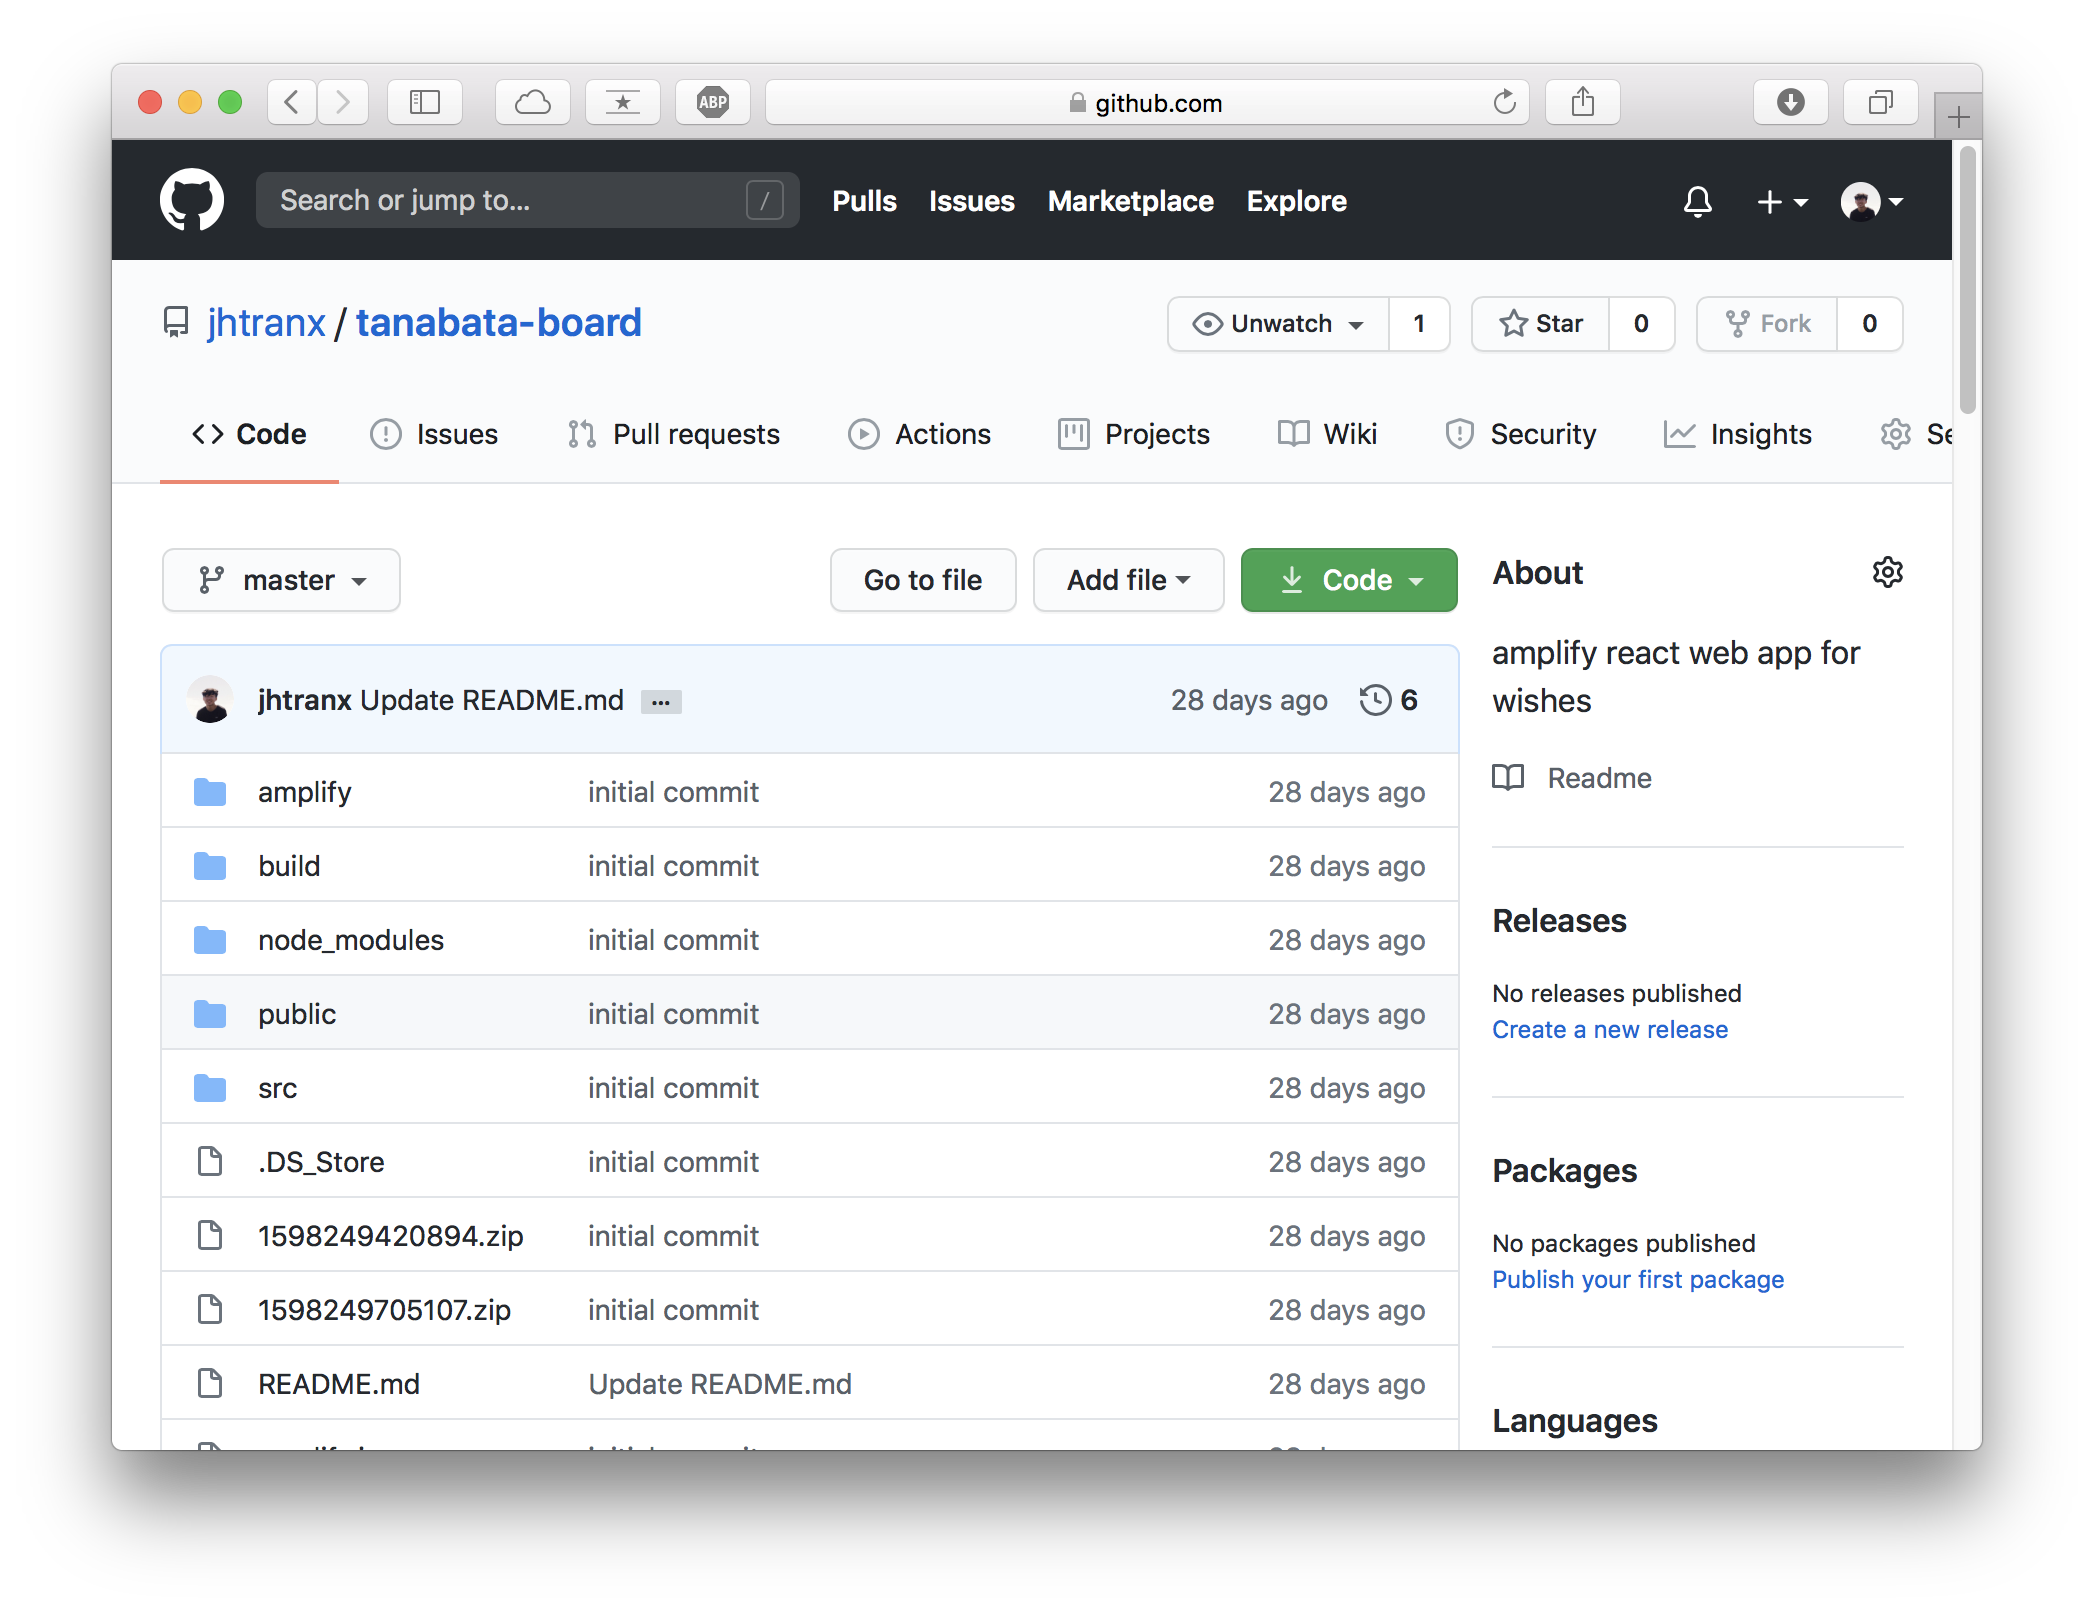 ABP
github.com
Search or jump to...
/
Pulls
Issues
Marketplace
Explore
jhtranx / tanabata-board
Unwatch
1
Star
0
Fork
0
Code
Issues
Pull requests
Actions
Projects
Wiki
Security
Insights
master
Go to file
Add file
Code
jhtranx Update README.md
...
28 days ago
6
amplify
initial commit
28 days ago
build
initial commit
28 days ago
node_modules
initial commit
28 days ago
public
initial commit
28 days ago
src
initial commit
28 days ago
.DS_Store
initial commit
28 days ago
1598249420894.zip
initial commit
28 days ago
1598249705107.zip
initial commit
28 days ago
README.md
Update README.md
28 days ago
About
amplify react web app for
wishes
Readme
Releases
No releases published
Create a new release
Packages
No packages published
Publish your first package
Languages